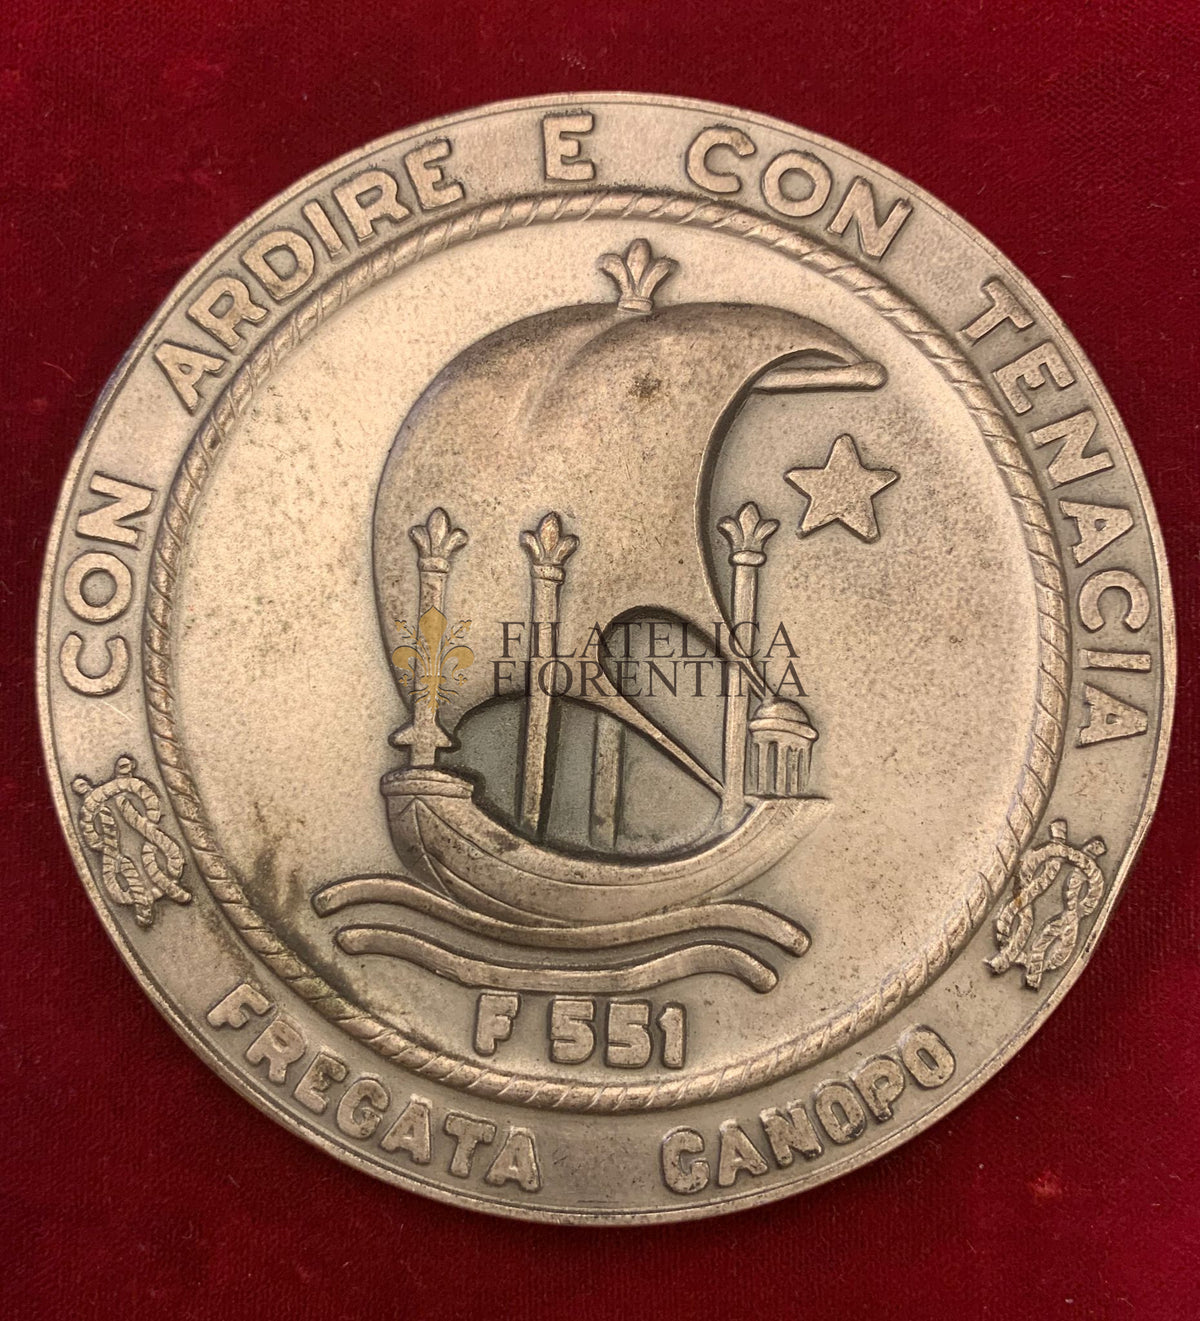 CON ARDIRE E CON TENACIA
FILATELICA
FIORENTINA
F 551
FREGATA CANOPO